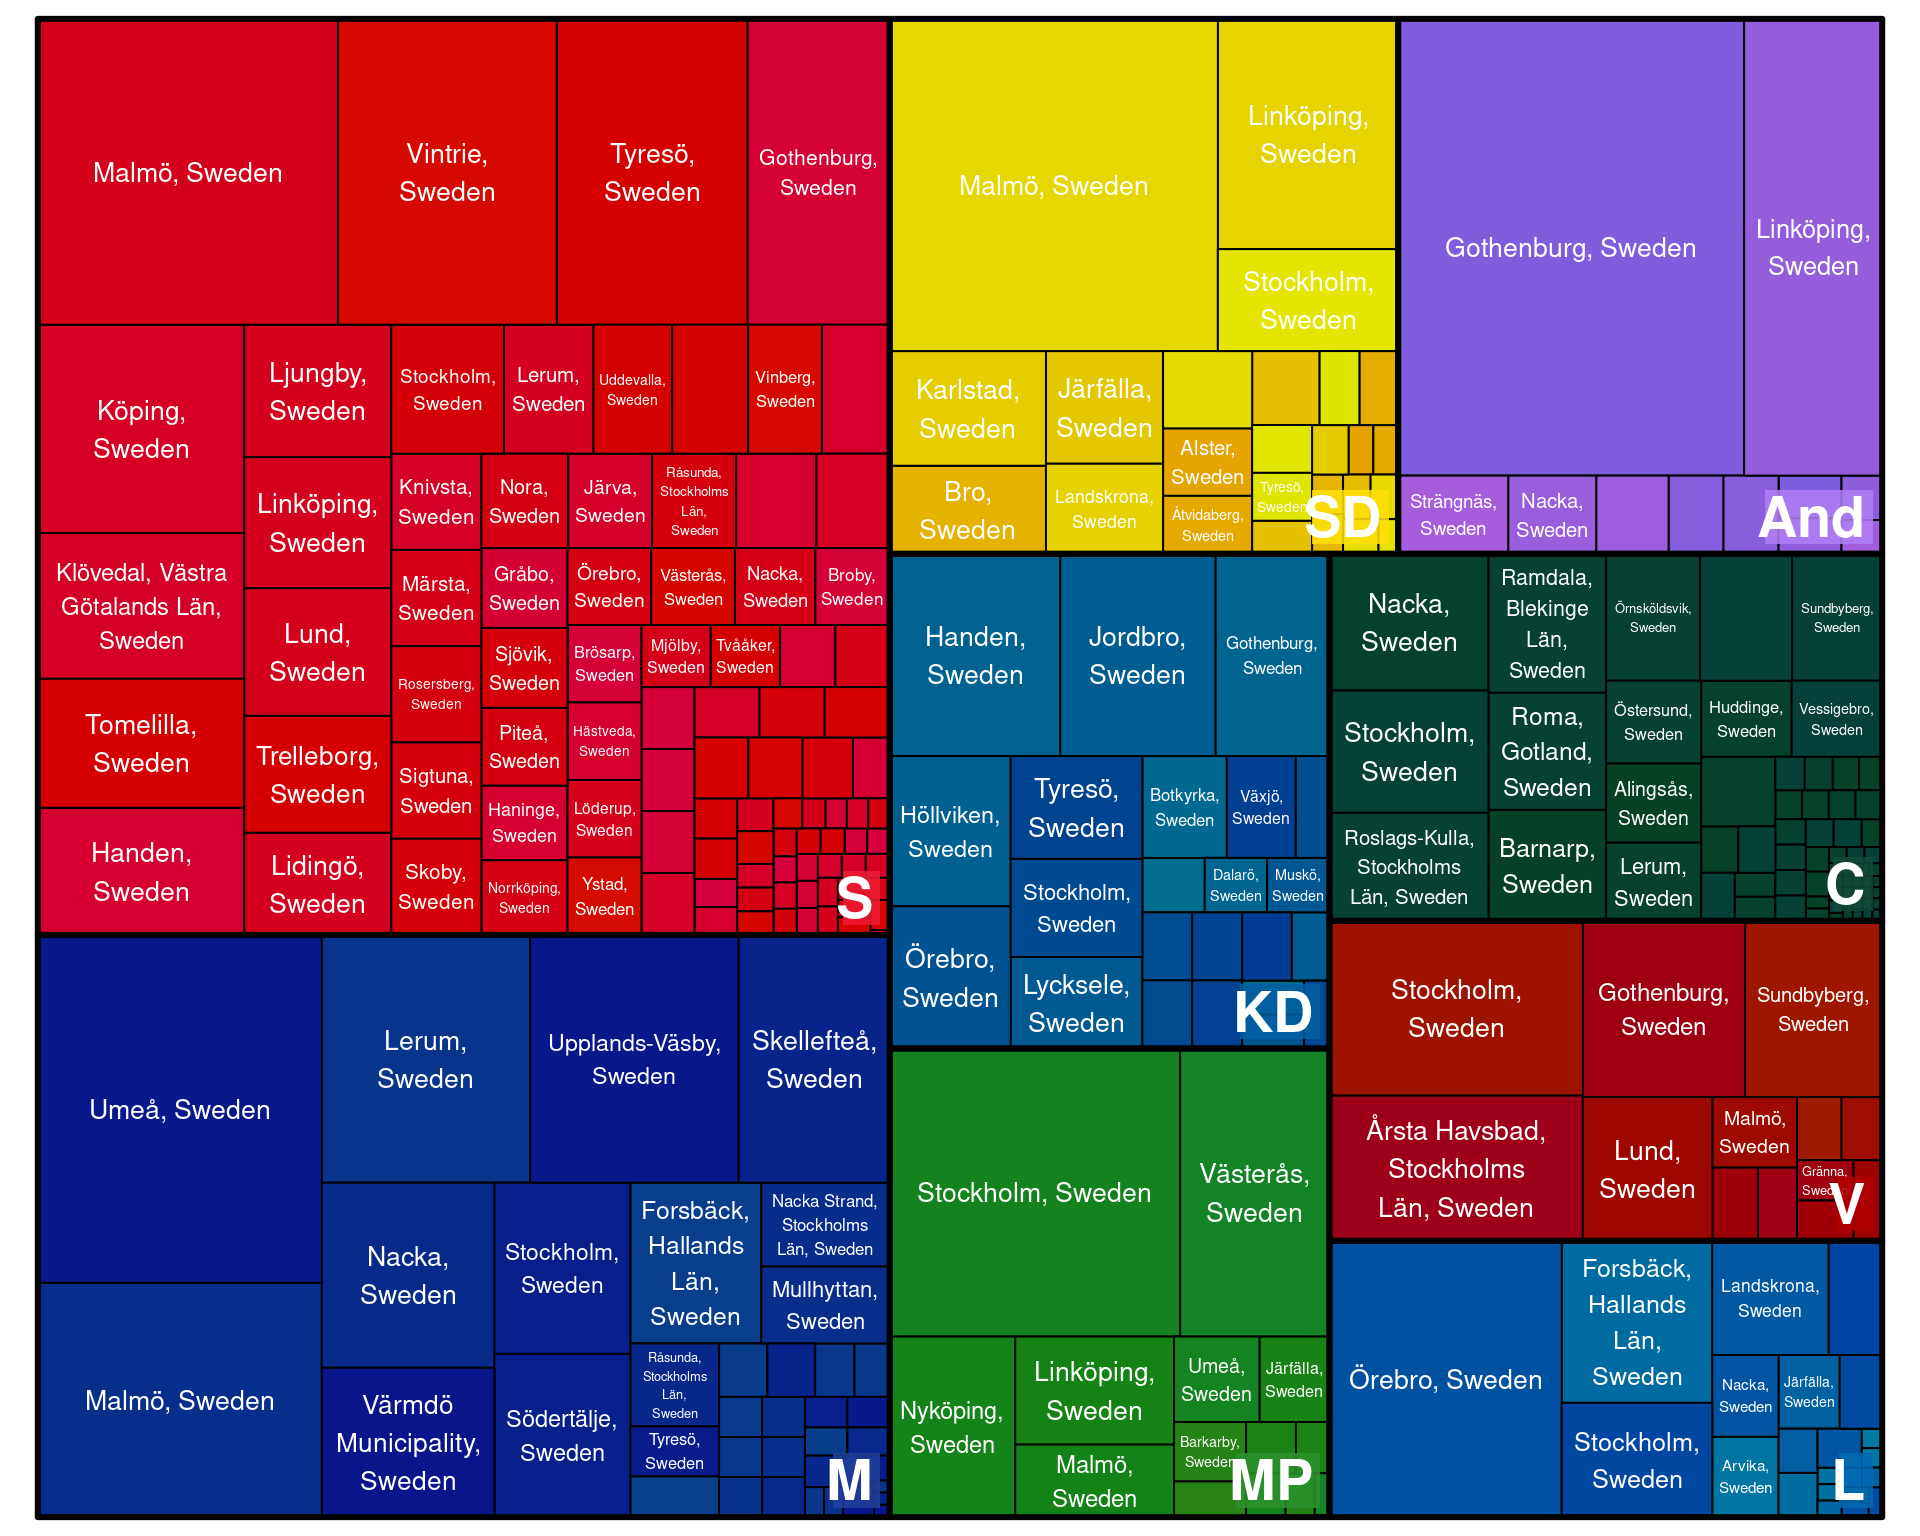 Malmö, Sweden
Vintrie,
Sweden
Tyresö,
Sweden
Gothenburg,
Sweden
Köping,
Sweden
Klövedal, Västra
Götalands Län,
Sweden
Tomelilla,
Sweden
Handen,
Sweden
Ljungby,
Sweden
Linköping,
Sweden
Lund,
Sweden
Trelleborg,
Sweden
Lidingö,
Sweden
Stockholm,
Sweden
Lerum,
Sweden
Uddevalla,
Sweden
Vinberg,
Sweden
Knivsta,
Sweden
Märsta,
Sweden
Rosersberg,
Sweden
Sigtuna,
Sweden
Skoby,
Sweden
Nora,
Sweden
Järva,
Sweden
Råsunda,
Stockholms
Län,
Sweden
Gråbo,
Sweden
Sjövik,
Sweden
Piteå,
Sweden
Haninge,
Sweden
Norrköping,
Sweden
Örebro,
Sweden
Västerås,
Sweden
Nacka,
Sweden
Broby,
Sweden
Brösarp,
Sweden
Hästveda,
Sweden
Löderup,
Sweden
Ystad,
Sweden
Mjölby,
Sweden
Tvååker,
Sweden
S
Malmö, Sweden
Linköping,
Sweden
Stockholm,
Sweden
Karlstad,
Sweden
Bro,
Sweden
Järfälla,
Sweden
Landskrona,
Sweden
Alster,
Sweden
Åtvidaberg,
Sweden
Tyresö,
Sweden
SD
Gothenburg, Sweden
Linköping,
Sweden
Strängnäs,
Sweden
Nacka,
Sweden
And
Handen,
Sweden
Jordbro,
Sweden
Gothenburg,
Sweden
Höllviken,
Sweden
Örebro,
Sweden
Tyresö,
Sweden
Stockholm,
Sweden
Lycksele,
Sweden
Botkyrka,
Sweden
Växjö,
Sweden
Dalarö,
Sweden
Muskö,
Sweden
KD
Nacka,
Sweden
Stockholm,
Sweden
Roslags-Kulla,
Stockholms
Län, Sweden
Ramdala,
Blekinge
Län,
Sweden
Roma,
Gotland,
Sweden
Barnarp,
Sweden
Örnsköldsvik,
Sweden
Sundbyberg,
Sweden
Östersund,
Sweden
Huddinge,
Sweden
Vessigebro,
Sweden
Alingsås,
Sweden
Lerum,
Sweden
C
Umeå, Sweden
Malmö, Sweden
Lerum,
Sweden
Upplands-Väsby,
Sweden
Skellefteå,
Sweden
Nacka,
Sweden
Värmdö
Municipality,
Sweden
Stockholm,
Sweden
Södertälje,
Sweden
Forsbäck,
Hallands
Län,
Sweden
Nacka Strand,
Stockholms
Län, Sweden
Mullhyttan,
Sweden
Råsunda,
Stockholms
Län,
Sweden
Tyresö,
Sweden
M
Stockholm, Sweden
Västerås,
Sweden
Nyköping,
Sweden
Linköping,
Sweden
Malmö,
Sweden
Umeå,
Sweden
Järfälla,
Sweden
Barkarby,
Sweden
MP
Stockholm,
Sweden
Gothenburg,
Sweden
Sundbyberg,
Sweden
Årsta Havsbad,
Stockholms
Län, Sweden
Lund,
Sweden
Malmö,
Sweden
Gränna,
Sweden
V
Örebro, Sweden
Forsbäck,
Hallands
Län,
Sweden
Stockholm,
Sweden
Landskrona,
Sweden
Nacka,
Sweden
Järfälla,
Sweden
Arvika,
Sweden
L